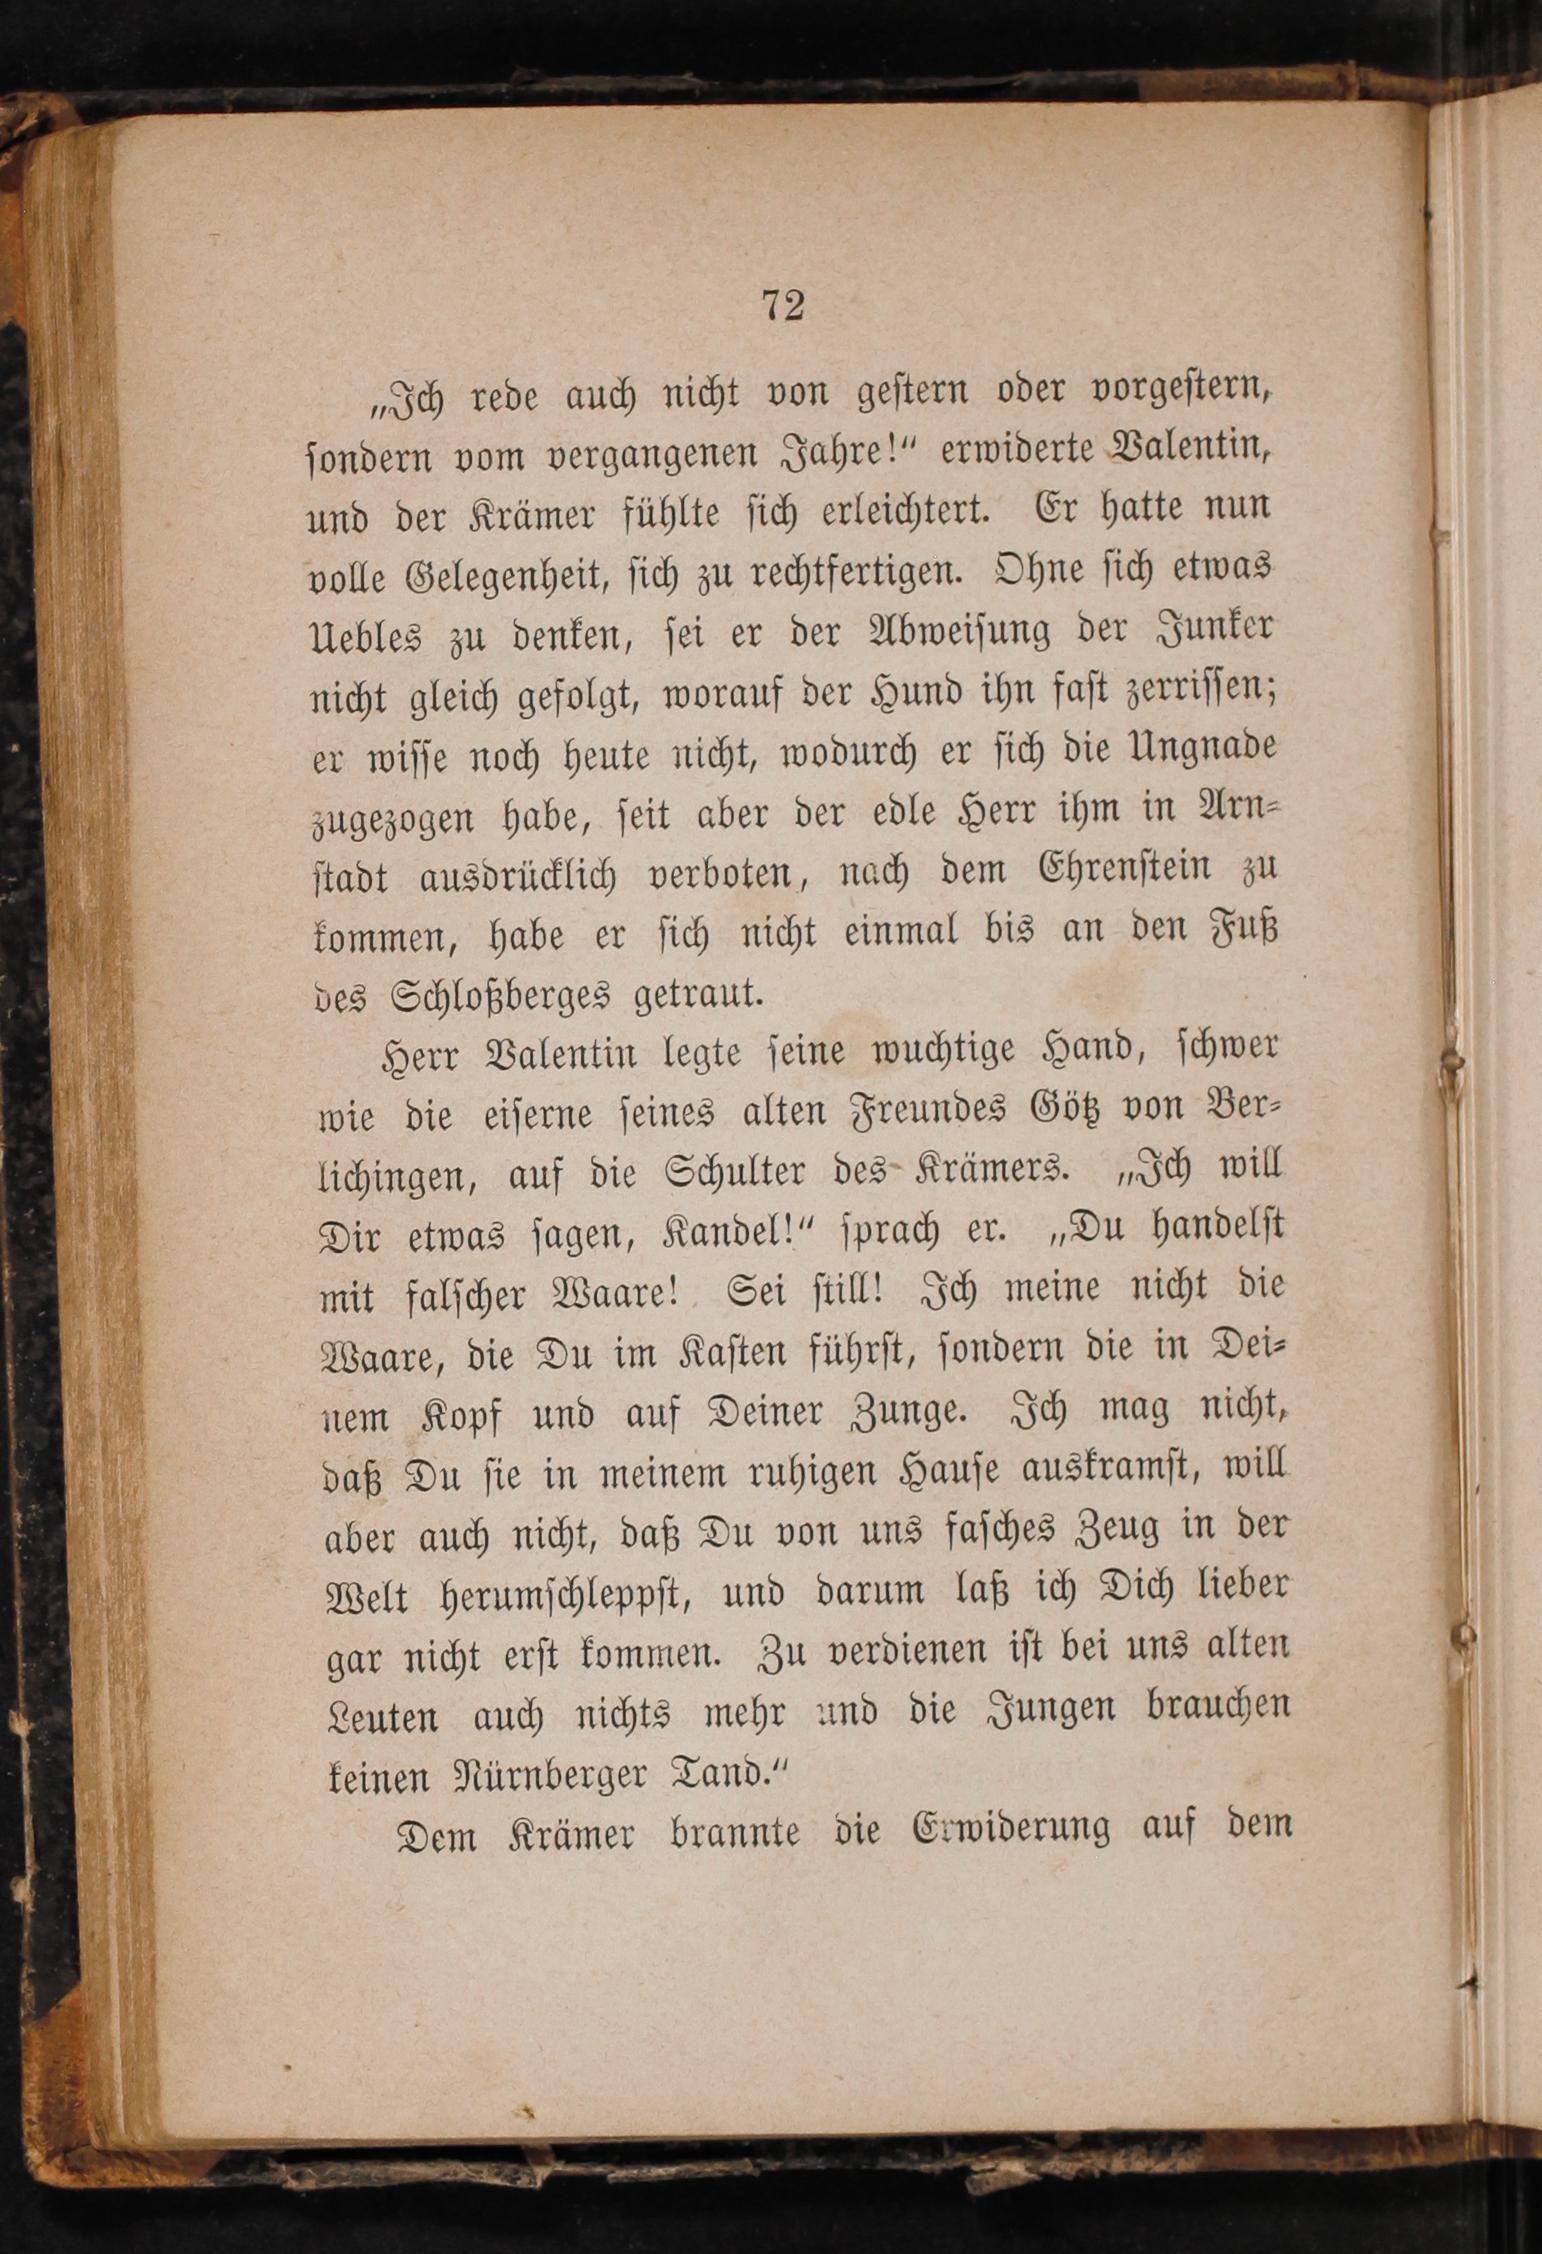 72
„Ich rede auch nicht von geſtern oder vorgeſtern,
ſondern vom vergangenen Jahre!“ erwiderte Valentin,
und der Krämer fühlte ſich erleichtert. Er hatte nun
volle Gelegenheit, ſich zu rechtfertigen. Ohne ſich etwas
Uebles zu denken, ſei er der Abweiſung der Junker
nicht gleich gefolgt, worauf der Hund ihn faſt zerriſſen;
er wiſſe noch heute nicht, wodurch er ſich die Ungnade
zugezogen habe, ſeit aber der edle Herr ihm in Arn-
ſtadt ausdrücklich verboten, nach dem Ehrenſtein zu
kommen, habe er ſich nicht einmal bis an den Fuß
des Schloßberges getraut.
Herr Valentin legte ſeine wuchtige Hand, ſchwer
wie die eiſerne ſeines alten Freundes Götz von Ber-
lichingen, auf die Schulter des Krämers. „Ich will
Dir etwas ſagen, Kandel!“ ſprach er. „Du handelſt
mit falſcher Waare! Sei ſtill! Ich meine nicht die
Waare, die Du im Kaſten führſt, ſondern die in Dei-
nem Kopf und auf Deiner Zunge. Ich mag nicht,
daß Du ſie in meinem ruhigen Hauſe auskramſt, will
aber auch nicht, daß Du von uns faſches Zeug in der
Welt herumſchleppſt, und darum laß ich Dich lieber
gar nicht erſt kommen. Zu verdienen iſt bei uns alten
Leuten auch nichts mehr und die Jungen brauchen
keinen Nürnberger Tand.“
Dem Krämer brannte die Erwiderung auf dem